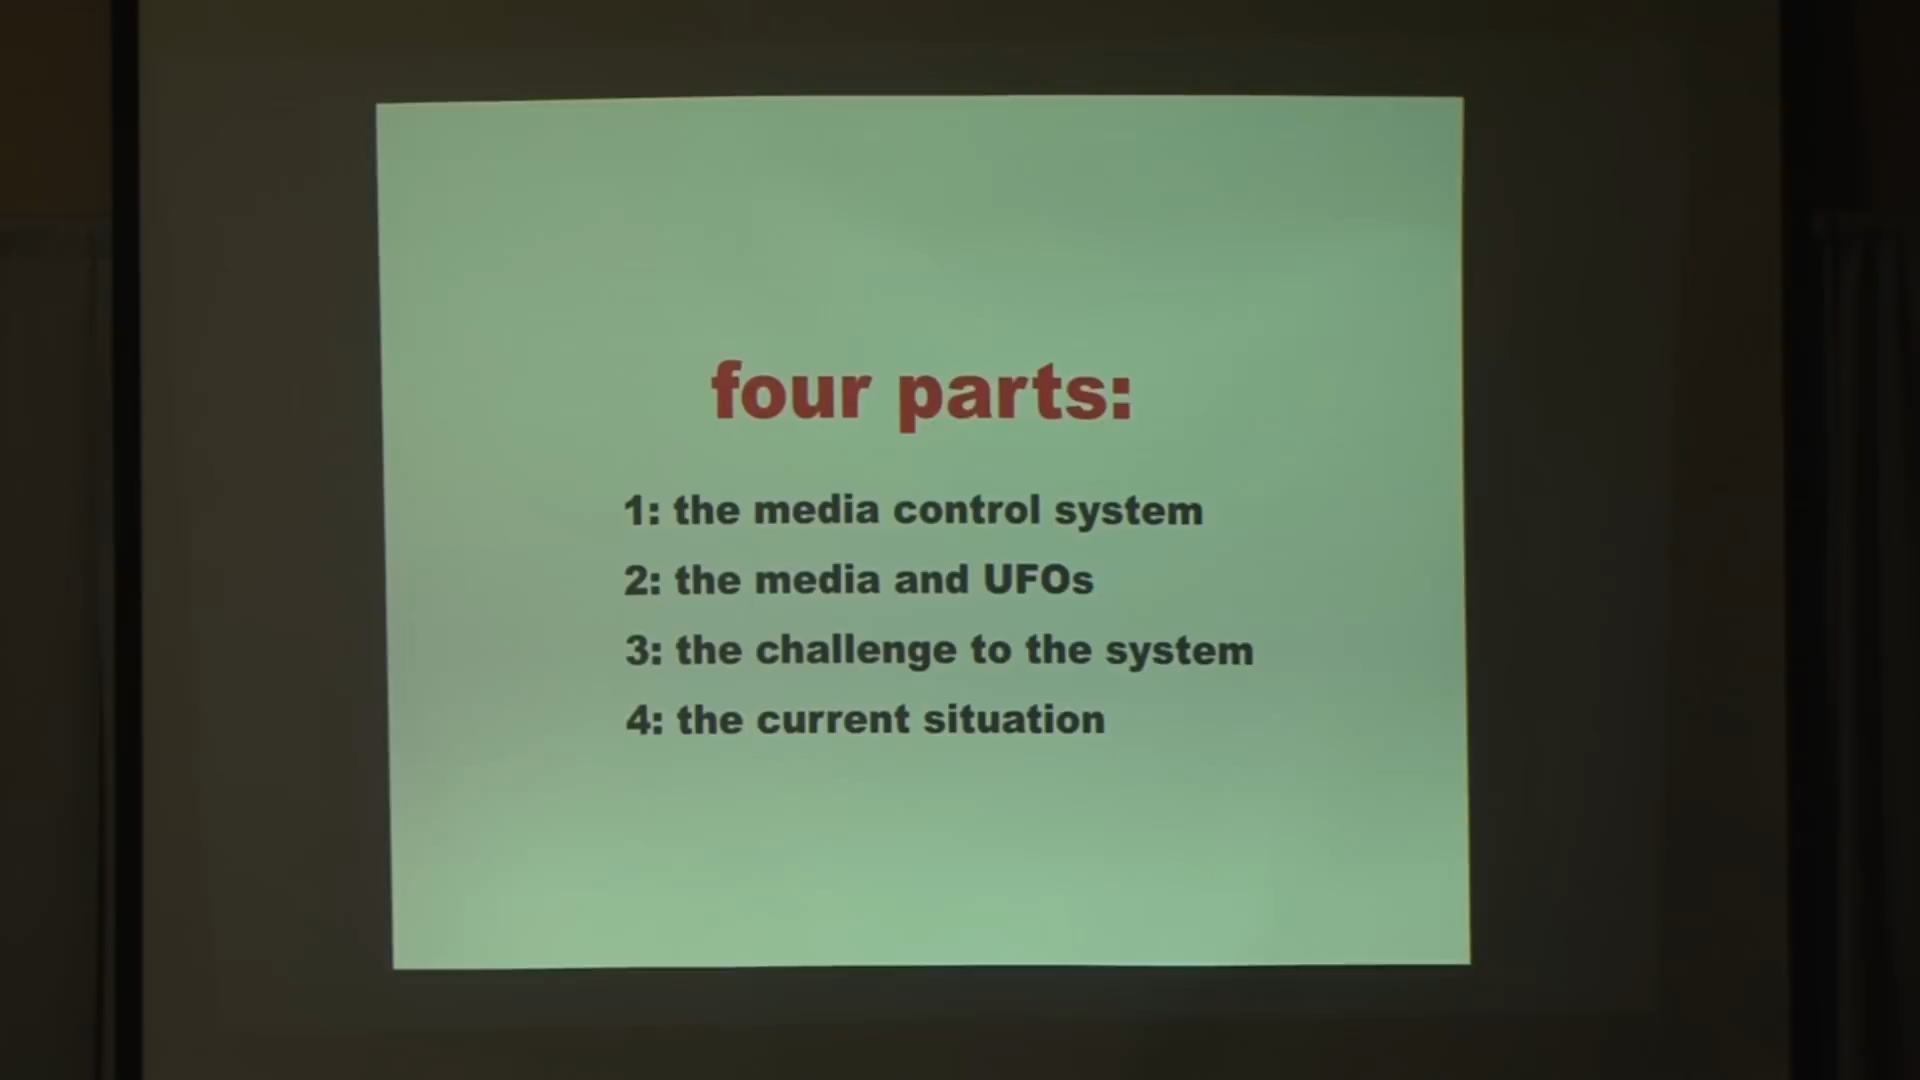 four parts:
1: the media control system
2: the media and UFOs
3: the challenge to the system
4: the current situation